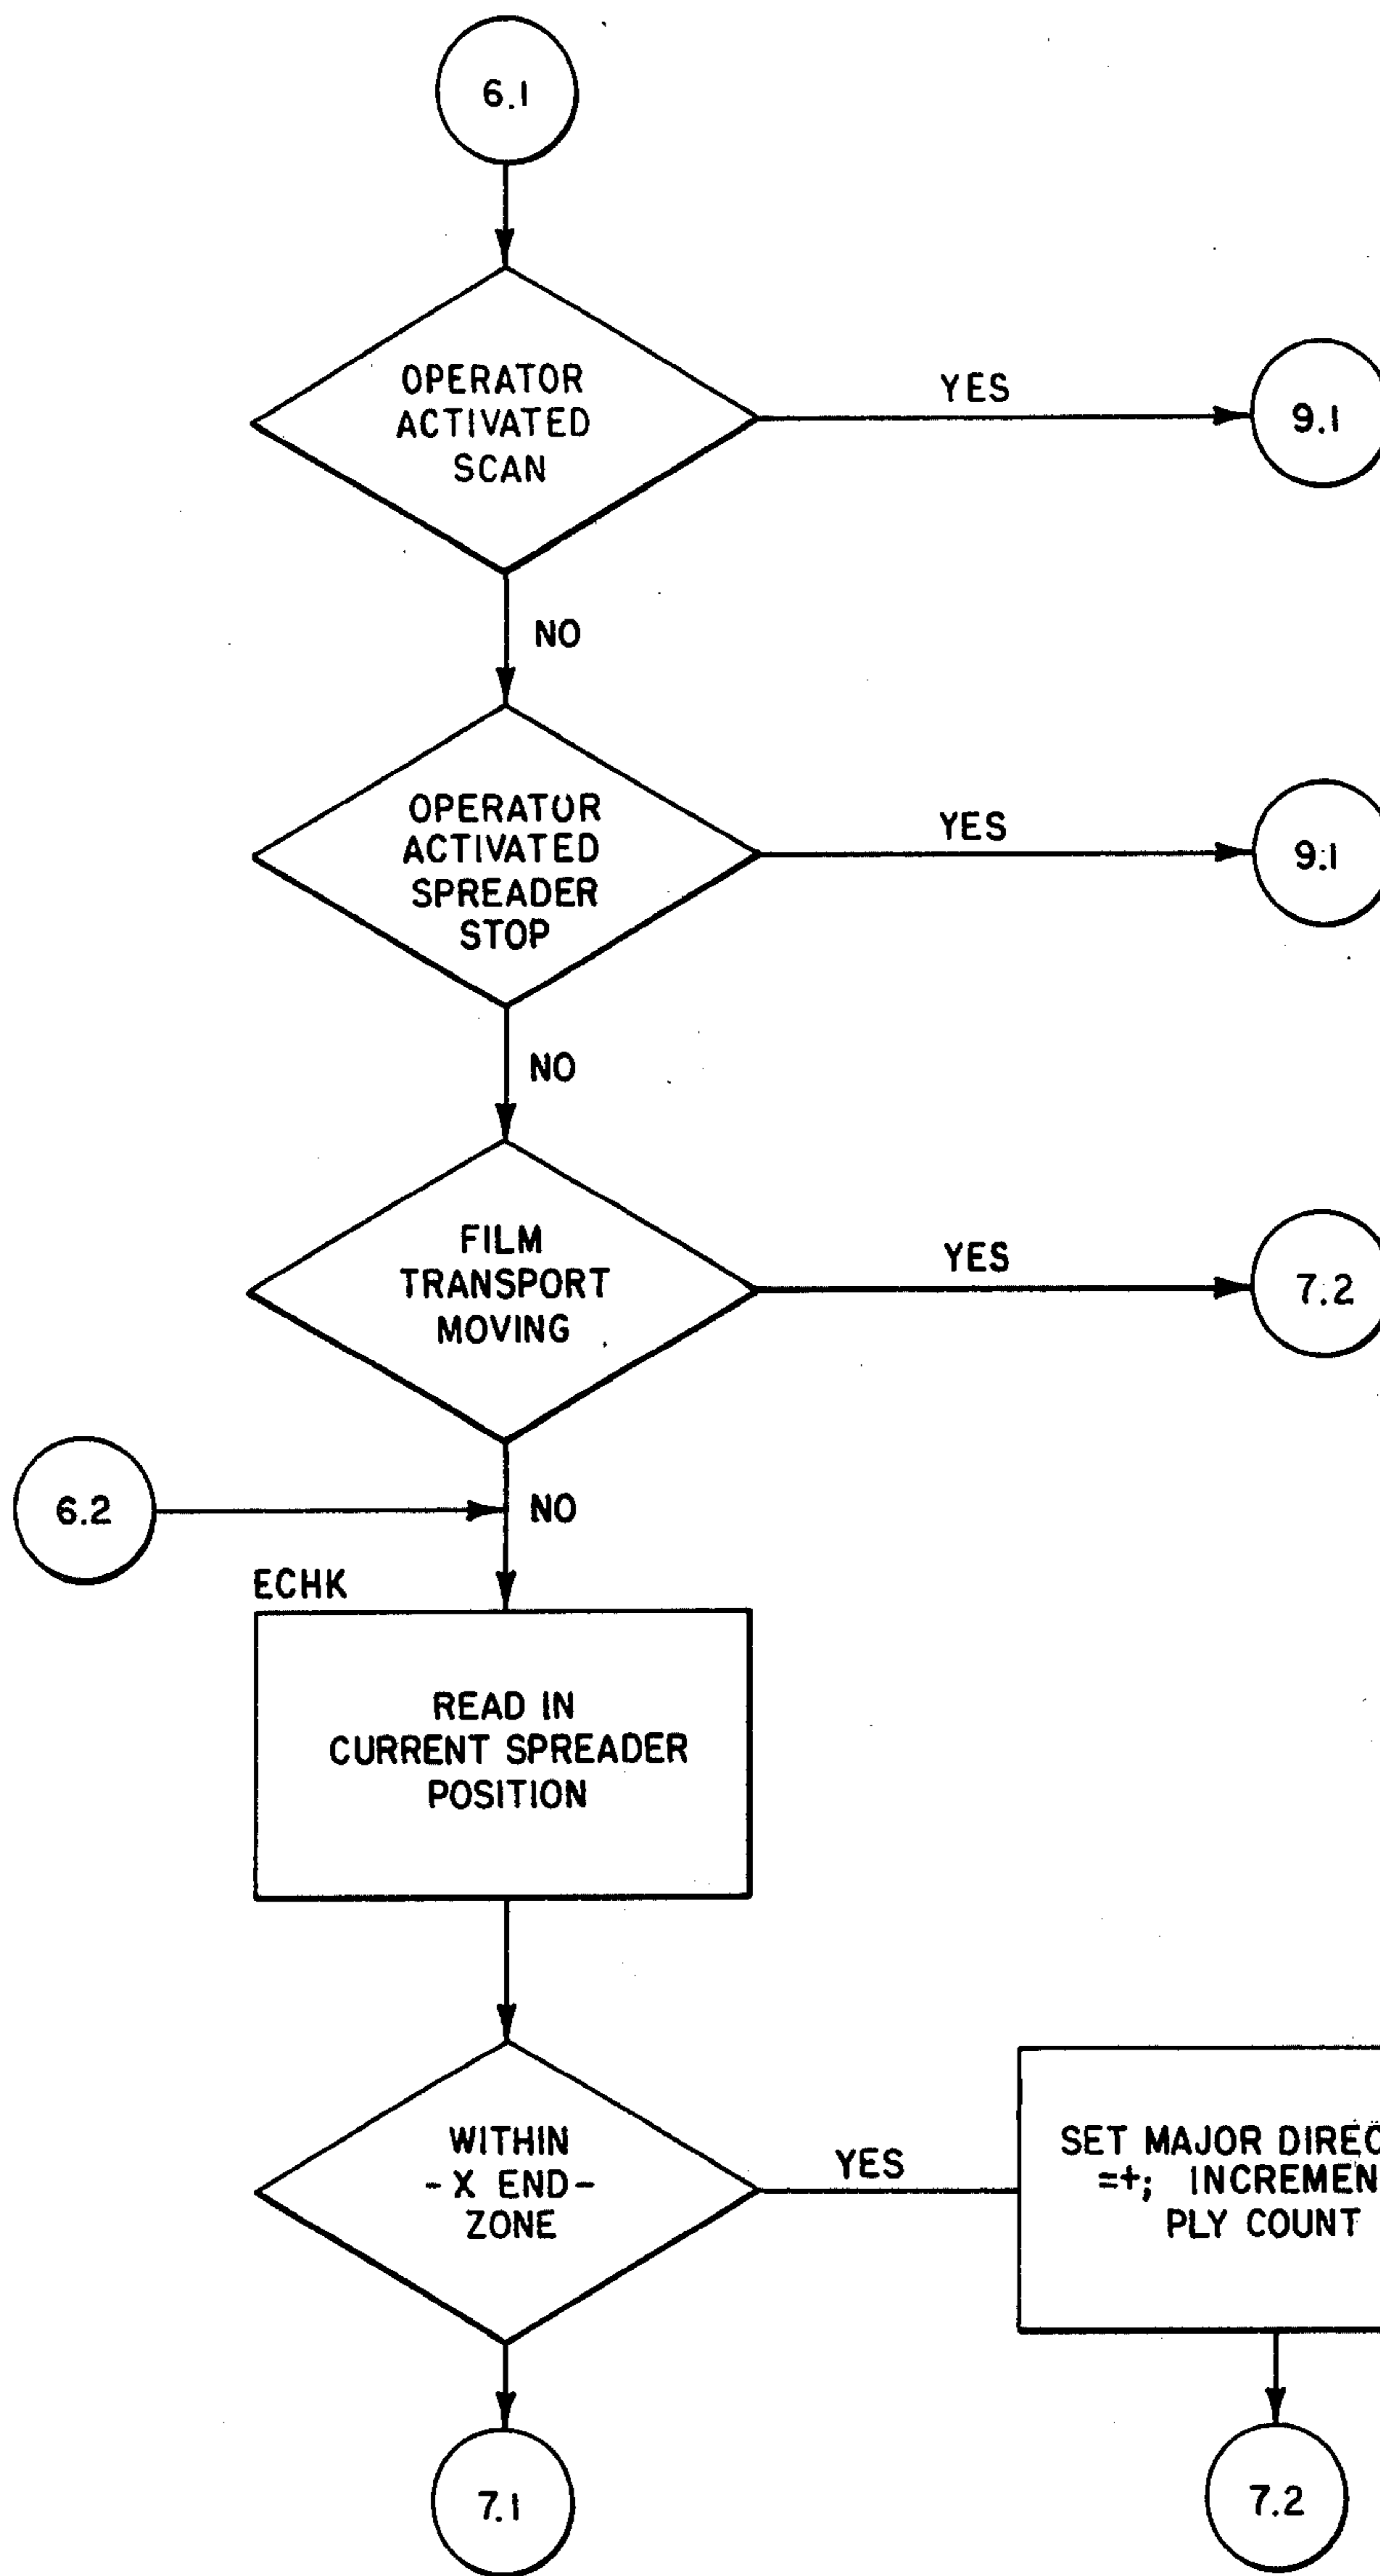 6.1
OPERATOR
ACTIVATED
SCAN
YES
9.1
NO
OPERATOR
ACTIVATED
SPREADER
STOP
YES
9.1
NO
FILM
TRANSPORT
MOVING
YES
7.2
6.2
NO
ECHK
READ IN
CURRENT SPREADER
POSITION
WITHIN
- X END -
ZONE
YES
SET MAJOR DIREC
=+; INCREMEN
PLY COUNT
7.1
7.2